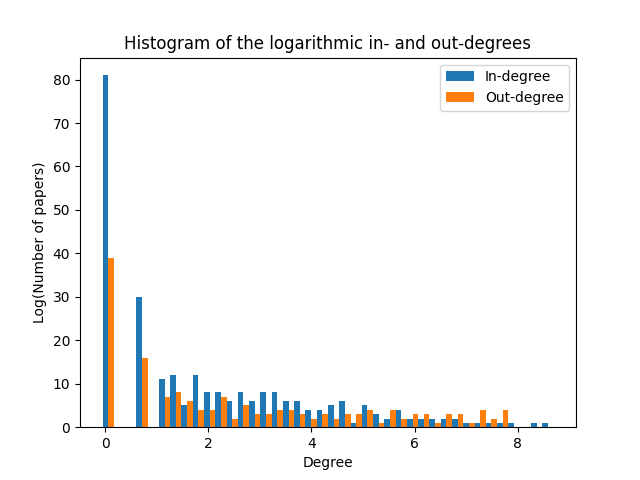 Histogram of the logarithmic in- and out-degrees
In-degree
Out-degree
80
70
60
50
40
30
20
10
0
Log(Number of papers)
0 2 4 6 8
Degree